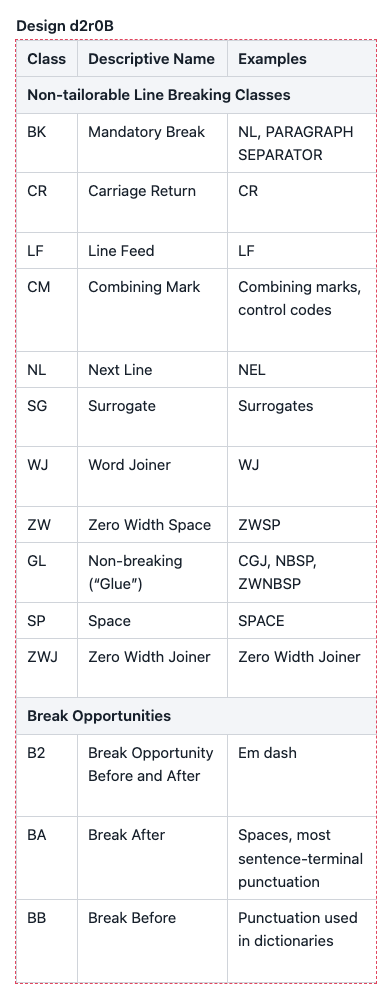 Design d2r0B
Class Descriptive Name Examples
Non-tailorable Line Breaking Classes
BK Mandatory Break NL, PARAGRAPH
SEPARATOR
CR Carriage Return CR
LF Line Feed LF
CM Combining Mark Combining marks,
control codes
NL Next Line NEL
SG Surrogate Surrogates
WJ Word Joiner WJ
ZW Zero Width Space ZWSP
GL Non-breaking CGJ, NBSP,
(“Glue”) ZWNBSP
SP Space SPACE
ZWJ Zero Width Joiner Zero Width Joiner
Break Opportunities
B2 Break Opportunity Em dash
Before and After
BA Break After Spaces, most
sentence-terminal
punctuation
BB Break Before Punctuation used
in dictionaries